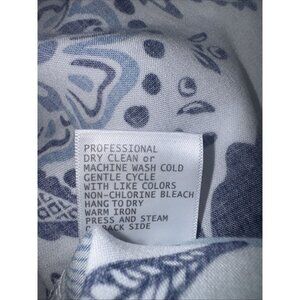 PROFESSIONAL
DRY CLEAN or
MACHINE WASH COLD
GENTLE CYCLE
WITH LIKE COLORS
NON-CHLORINE BLEACH
HANG TO DRY
WARM IRON
PRESS AND STEAM
BACK SIDE